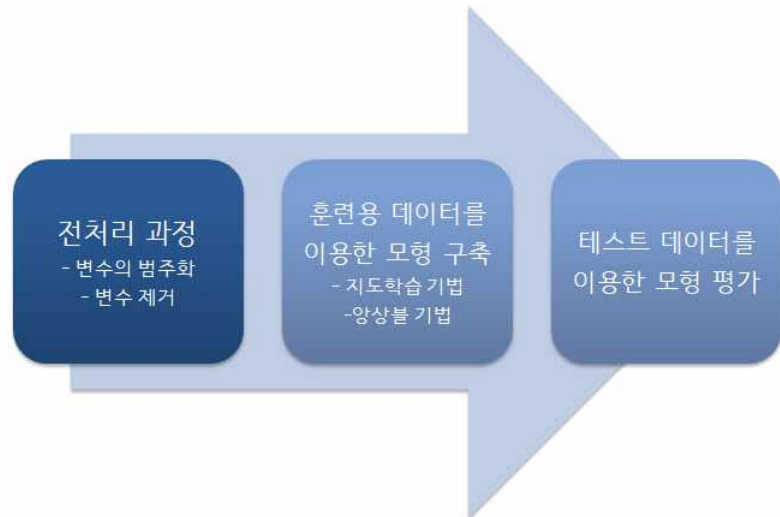 전처리 과정
- 변수의 범주화
- 변수 제거
훈련용 데이터를
이용한 모형 구축
- 지도학습 기법
-앙상블 기법
테스트 데이터를
이용한 모형 평가